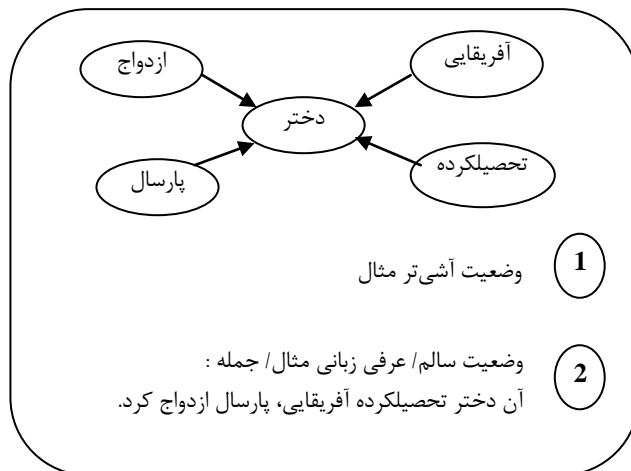 آفریقایی
ازدواج
دختر
تحصیلکرده
پارسال
1
وضعیت آشی‌تر مثال
2
وضعیت سالم/ عرفی زبانی مثال/ جمله :
آن دختر تحصیلکرده آفریقایی، پارسال ازدواج کرد.